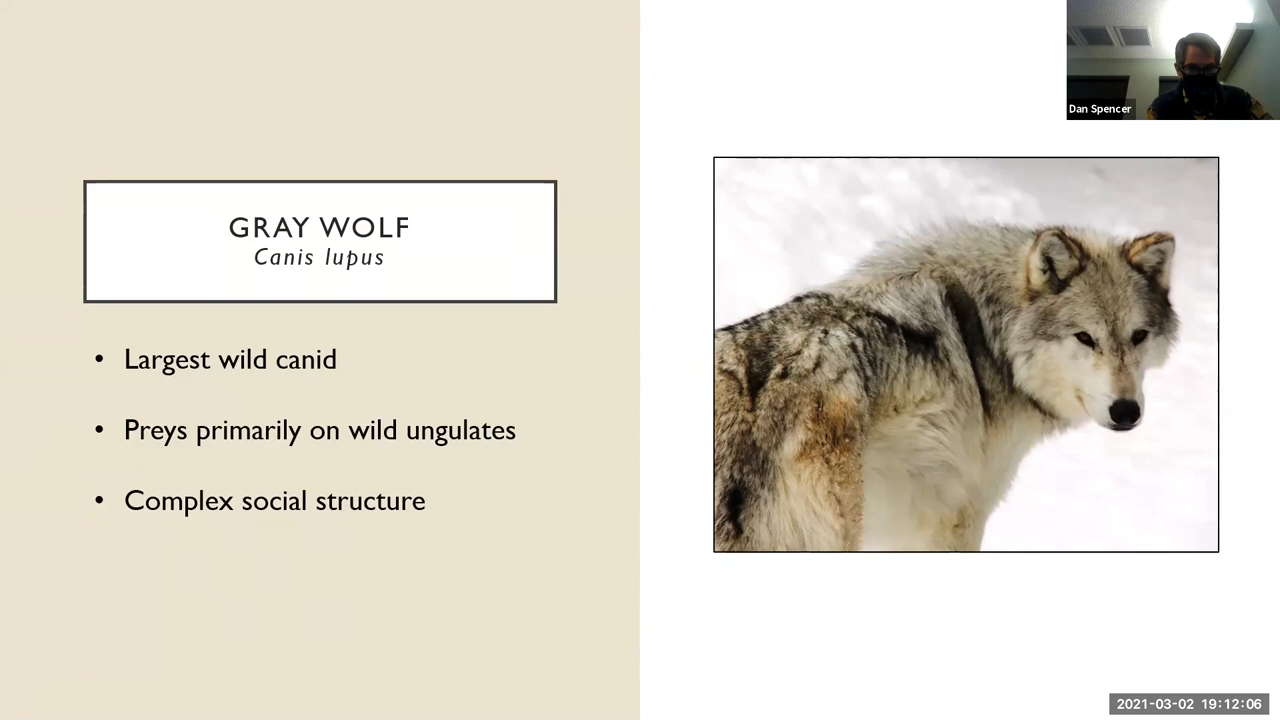 GRAY WOLF
Canis lupus
• Largest wild canid
• Preys primarily on wild ungulates
• Complex social structure
Dan Spencer
2021-03-02 19:12:06